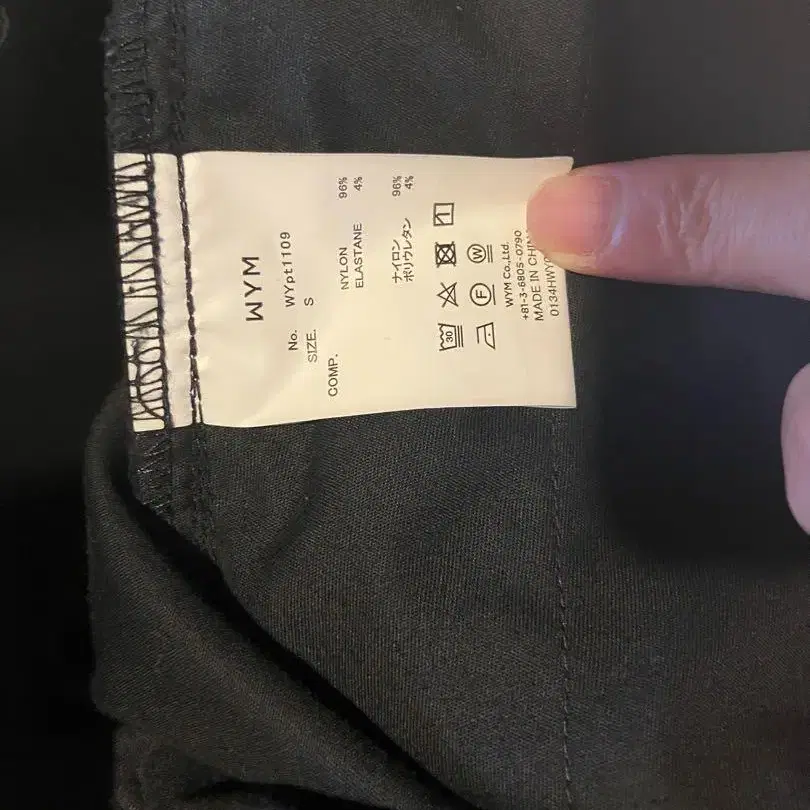 WYM
No. WYpt1109
SIZE. S
COMP.
NYLON 96%
ELASTANE 4%
ナイロン 96%
ポリウレタン 4%
30
F W
WYM Co.,Ltd.
+81-3-6805-0790
MADE IN CHINA